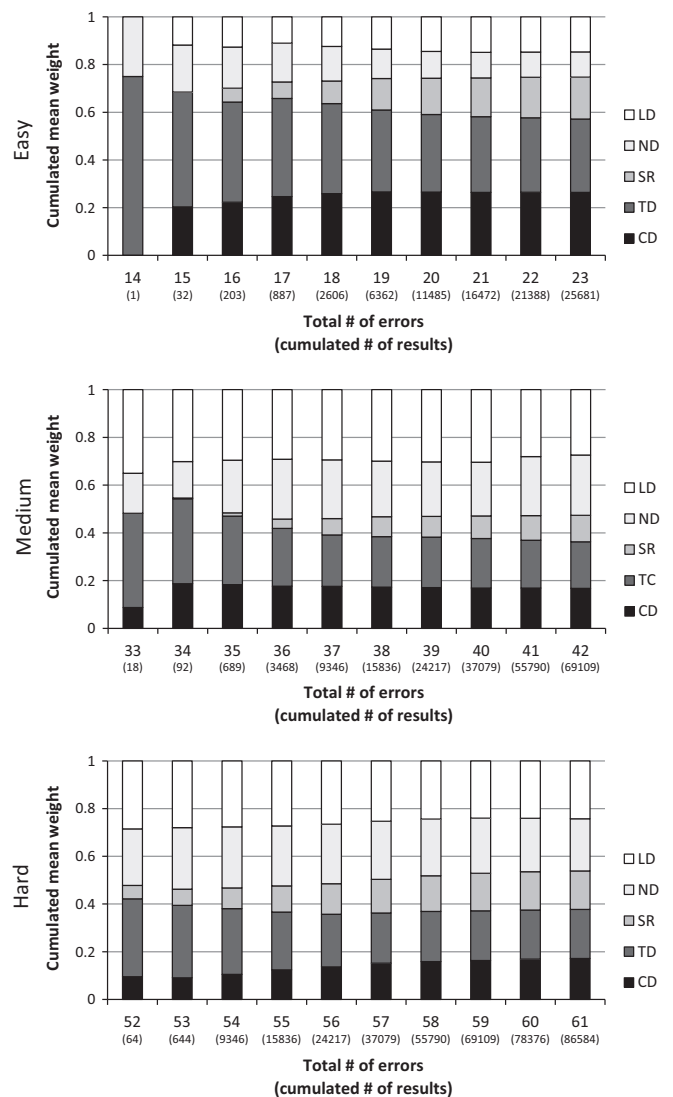 Easy
Cumulated mean weight
1
0.8
0.6
0.4
0.2
0
LD
ND
SR
TD
CD
14 15 16 17 18 19 20 21 22 23
(1) (32) (203) (887) (2606) (6362) (11485) (16472) (21388) (25681)
Total # of errors
(cumulated # of results)
Medium
Cumulated mean weight
1
0.8
0.6
0.4
0.2
0
LD
ND
SR
TC
CD
33 34 35 36 37 38 39 40 41 42
(18) (92) (689) (3468) (9346) (15836) (24217) (37079) (55790) (69109)
Total # of errors
(cumulated # of results)
Hard
Cumulated mean weight
1
0.8
0.6
0.4
0.2
0
LD
ND
SR
TD
CD
52 53 54 55 56 57 58 59 60 61
(64) (644) (9346) (15836) (24217) (37079) (55790) (69109) (78376) (86584)
Total # of errors
(cumulated # of results)